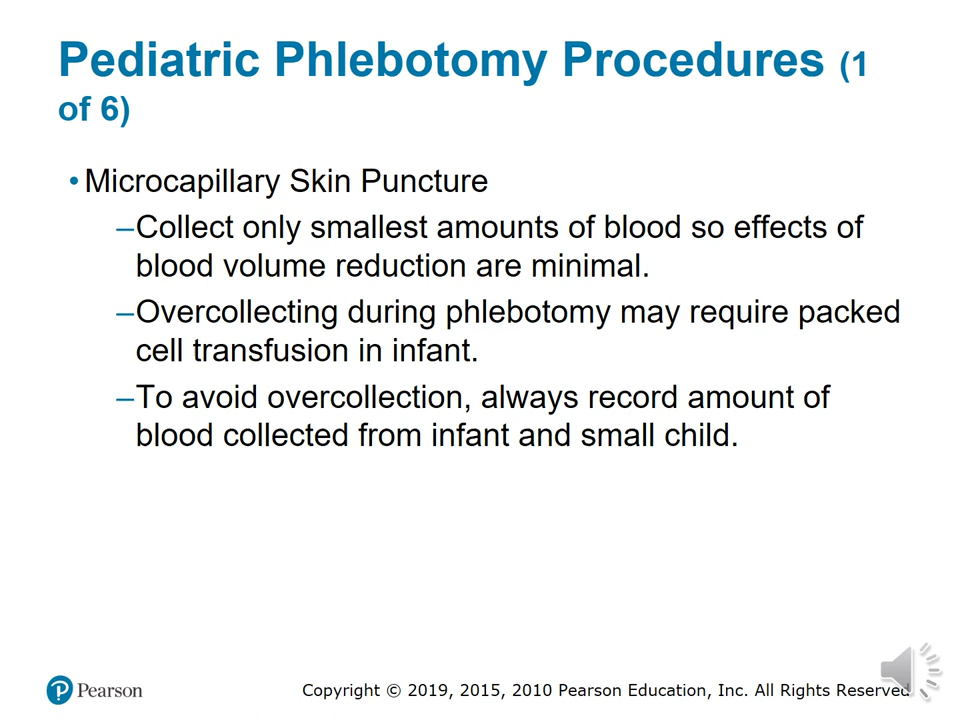 Pediatric Phlebotomy Procedures (1
of 6)
• Microcapillary Skin Puncture
–Collect only smallest amounts of blood so effects of
blood volume reduction are minimal.
–Overcollecting during phlebotomy may require packed
cell transfusion in infant.
–To avoid overcollection, always record amount of
blood collected from infant and small child.
Pearson
Copyright © 2019, 2015, 2010 Pearson Education, Inc. All Rights Reserved